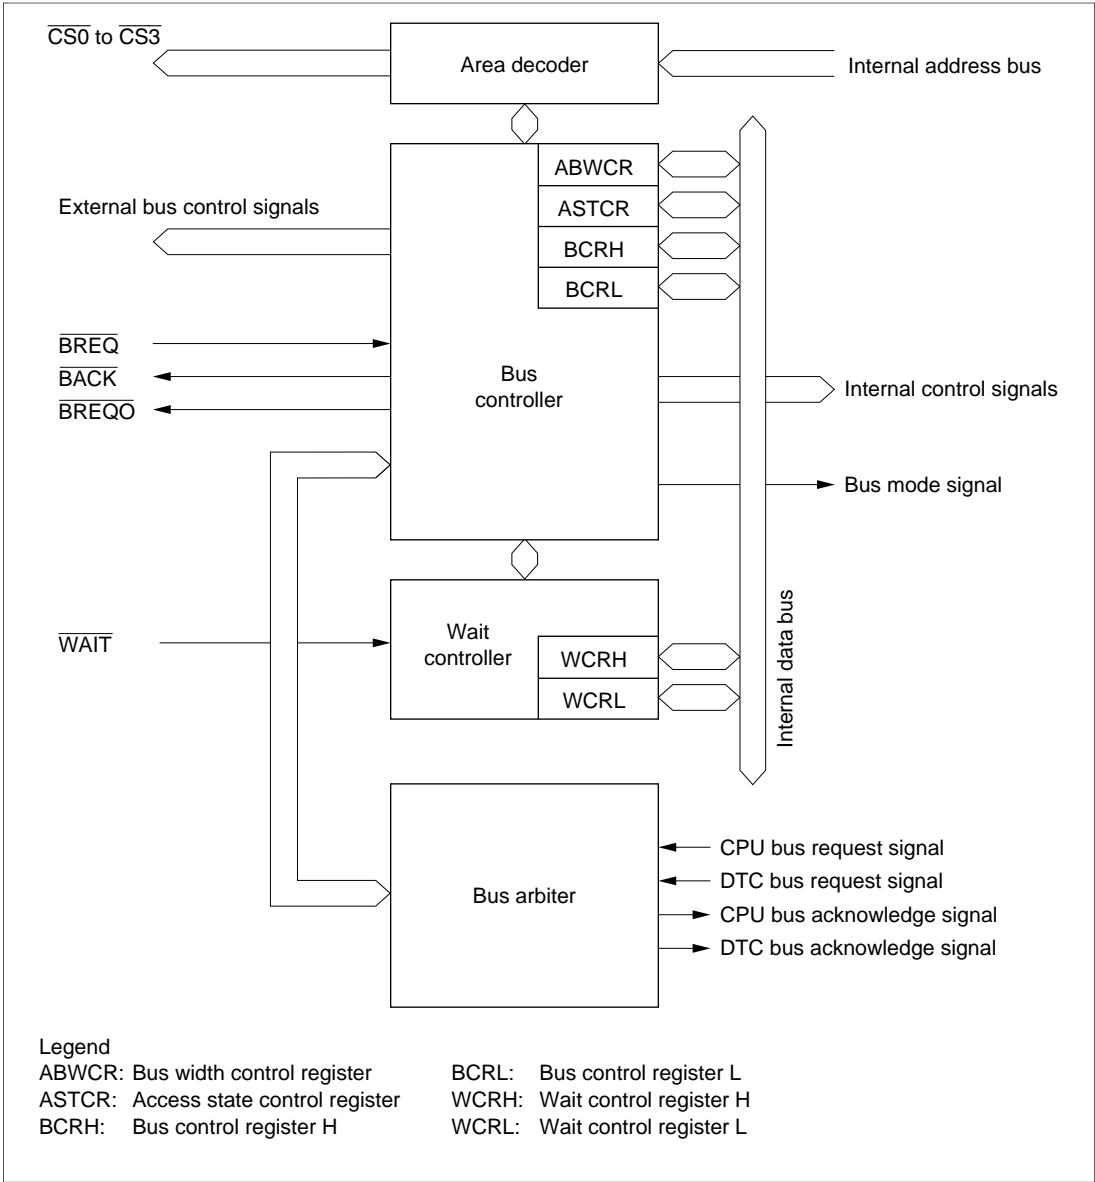 CS0 to CS3
Area decoder
Internal address bus
ABWCR
ASTCR
BCRH
BCRL
External bus control signals
BREQ
BACK
BREQO
Bus
controller
Internal control signals
Bus mode signal
WAIT
Wait
controller
WCRH
WCRL
Internal data bus
Bus arbiter
CPU bus request signal
DTC bus request signal
CPU bus acknowledge signal
DTC bus acknowledge signal
Legend
ABWCR: Bus width control register
ASTCR: Access state control register
BCRH: Bus control register H
BCRL: Bus control register L
WCRH: Wait control register H
WCRL: Wait control register L